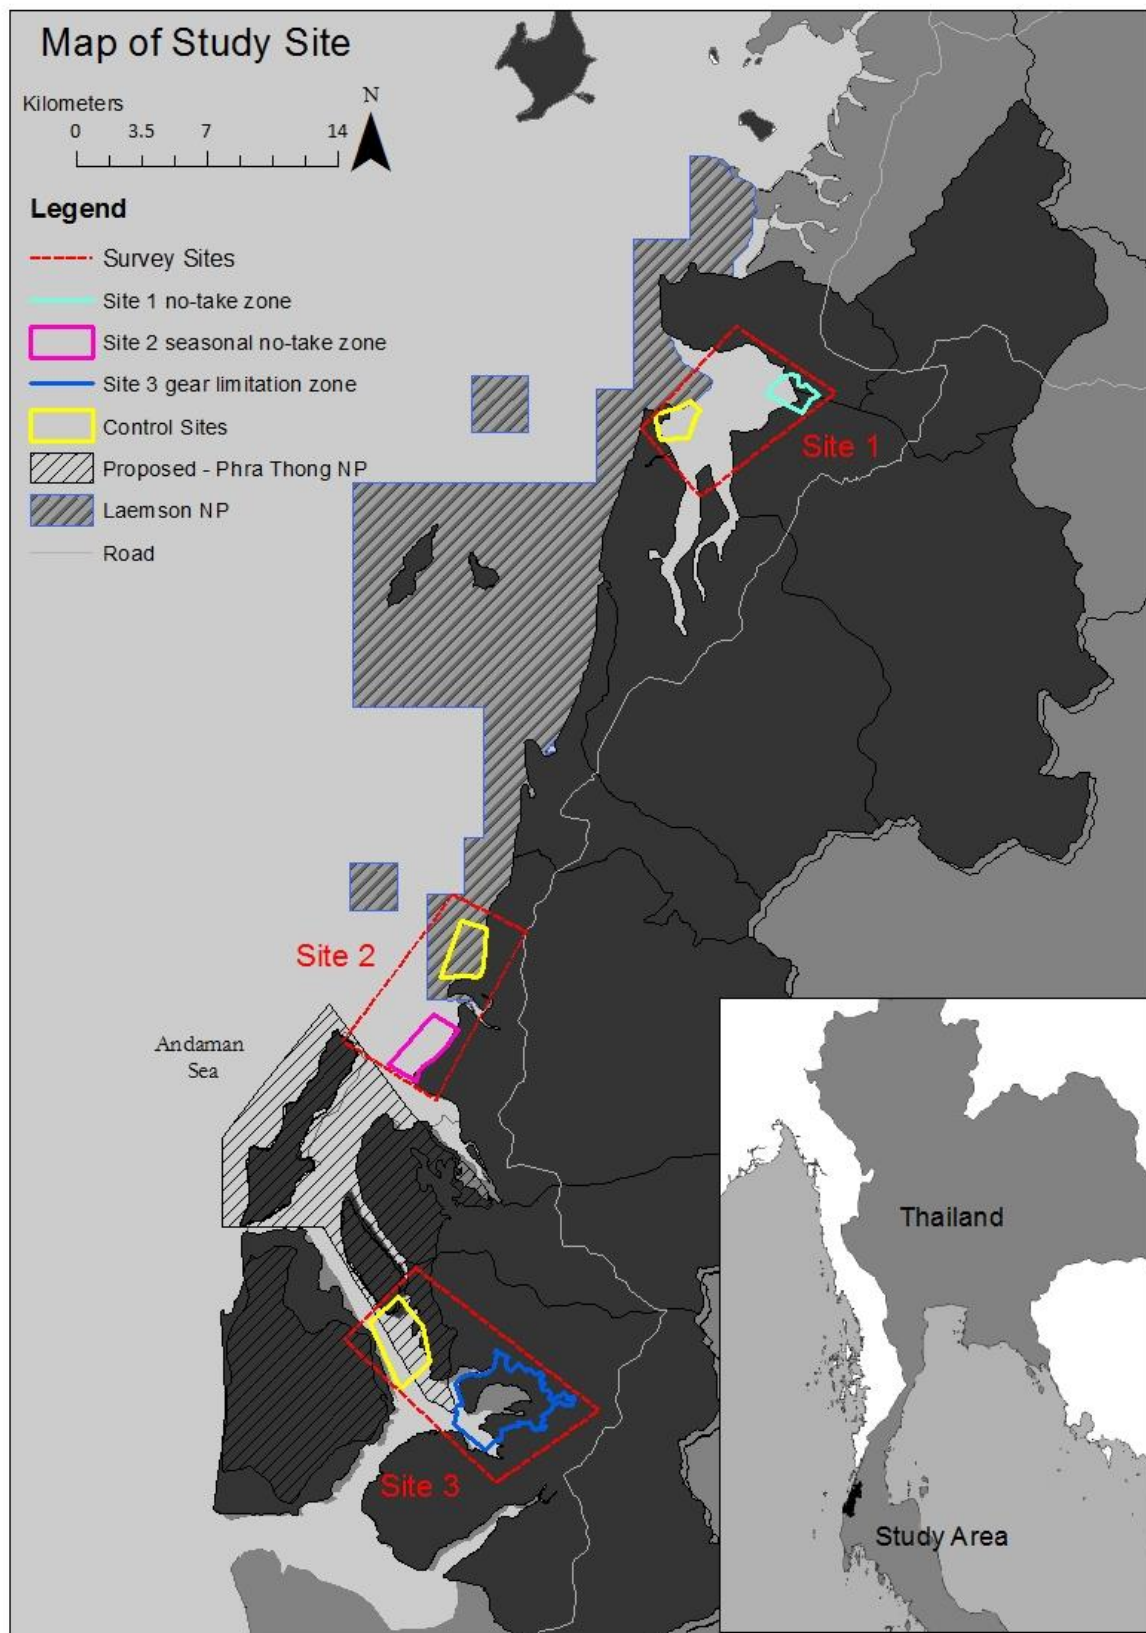 Map of Study Site
Kilometers
0 3.5 7 14
N
Legend
Survey Sites
Site 1 no-take zone
Site 2 seasonal no-take zone
Site 3 gear limitation zone
Control Sites
Proposed - Phra Thong NP
Laemson NP
Road
Site 1
Site 2
Andaman
Sea
Site 3
Thailand
Study Area